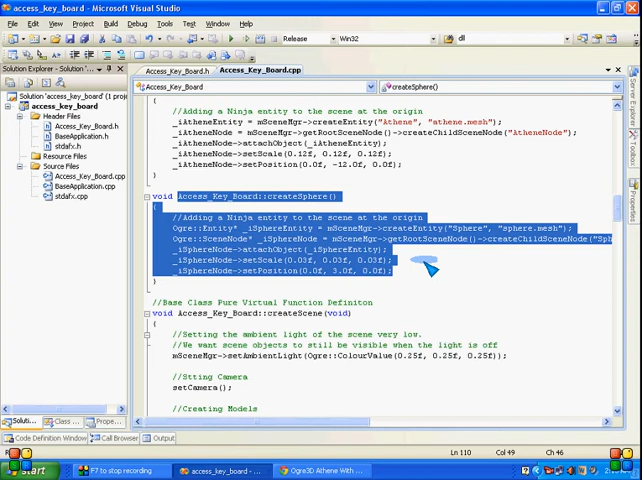 access_key_board - Microsoft Visual Studio
File Edit View Project Build Debug Tools Test Window Help
Release Win32 dl
Solution Explorer - Solution 'ac...
Access_Key_Board.h Access_Key_Board.cpp
Access_Key_Board createSphere()
Solution 'access_key_board' (1 proj
access_key_board
Header Files
Access_Key_Board.h
BaseApplication.h
stdafx.h
Resource Files
Source Files
Access_Key_Board.cpp
BaseApplication.cpp
stdafx.cpp
{
//Adding a Ninja entity to the scene at the origin
_iAtheneEntity = mSceneMgr->createEntity("Athene", "athene.mesh");
_iAtheneNode = mSceneMgr->getRootSceneNode()->createChildSceneNode("AtheneNode");
_iAtheneNode->attachObject(_iAtheneEntity);
_iAtheneNode->setScale(0.12f, 0.12f, 0.12f);
_iAtheneNode->setPosition(0.0f, -12.0f, 0.0f);
}
void Access_Key_Board::createSphere()
{
//Adding a Ninja entity to the scene at the origin
Ogre::Entity* _iSphereEntity = mSceneMgr->createEntity("Sphere", "sphere.mesh");
Ogre::SceneNode* _iSphereNode = mSceneMgr->getRootSceneNode()->createChildSceneNode("Sph
_iSphereNode->attachObject(_iSphereEntity);
_iSphereNode->setScale(0.03f, 0.03f, 0.03f);
_iSphereNode->setPosition(0.0f, 3.0f, 0.0f);
}
//Base Class Pure Virtual Function Definiton
void Access_Key_Board::createScene(void)
{
//Setting the ambient light of the scene very low.
//We want scene objects to still be visible when the light is off
mSceneMgr->setAmbientLight(Ogre::ColourValue(0.25f, 0.25f, 0.25f));
//Stting Camera
setCamera();
//Creating Models
Server Explorer
Toolbox
Properties
Soluti... Class ... Prope...
Code Definition Window Call Browser Output
Ln 110 Col 49 Ch 46
start F7 to stop recording access_key_board - ... Ogre3D Athene With ...